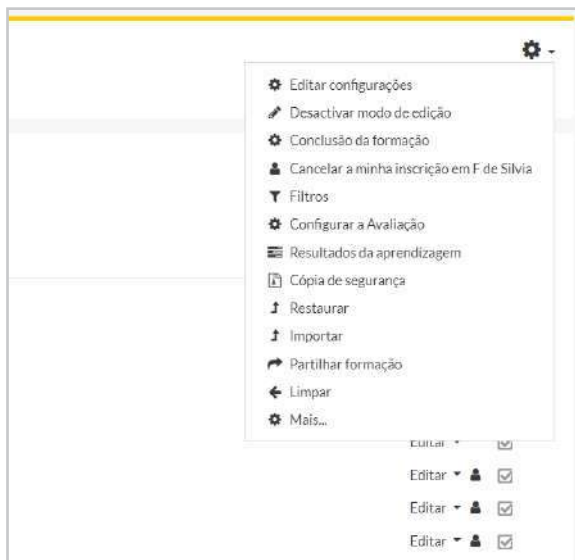 Editar configurações
Desactivar modo de edição
Conclusão da formação
Cancelar a minha inscrição em F de Silvia
Filtros
Configurar a Avaliação
Resultados da aprendizagem
Cópia de segurança
Restaurar
Importar
Partilhar formação
Limpar
Mais...
Editar
Editar
Editar
Editar